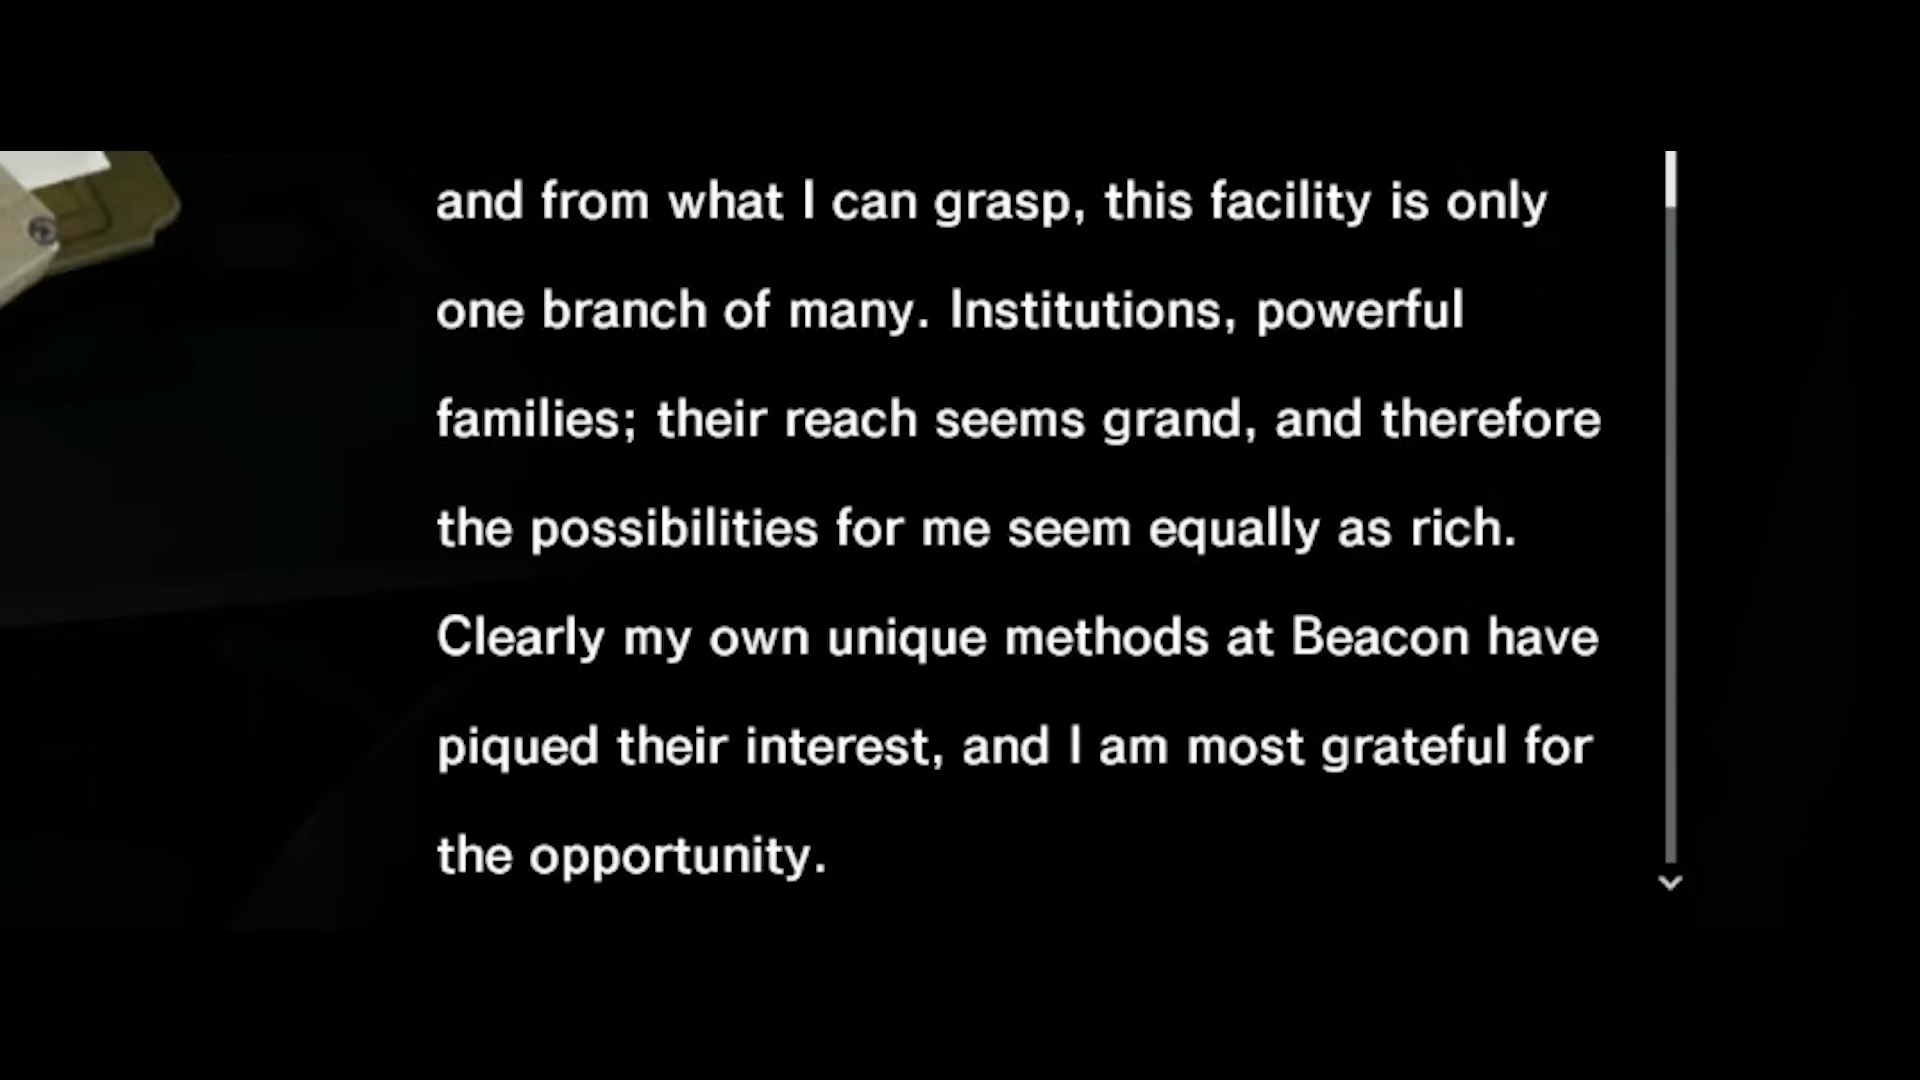 and from what I can grasp, this facility is only
one branch of many. Institutions, powerful
families; their reach seems grand, and therefore
the possibilities for me seem equally as rich.
Clearly my own unique methods at Beacon have
piqued their interest, and I am most grateful for
the opportunity.